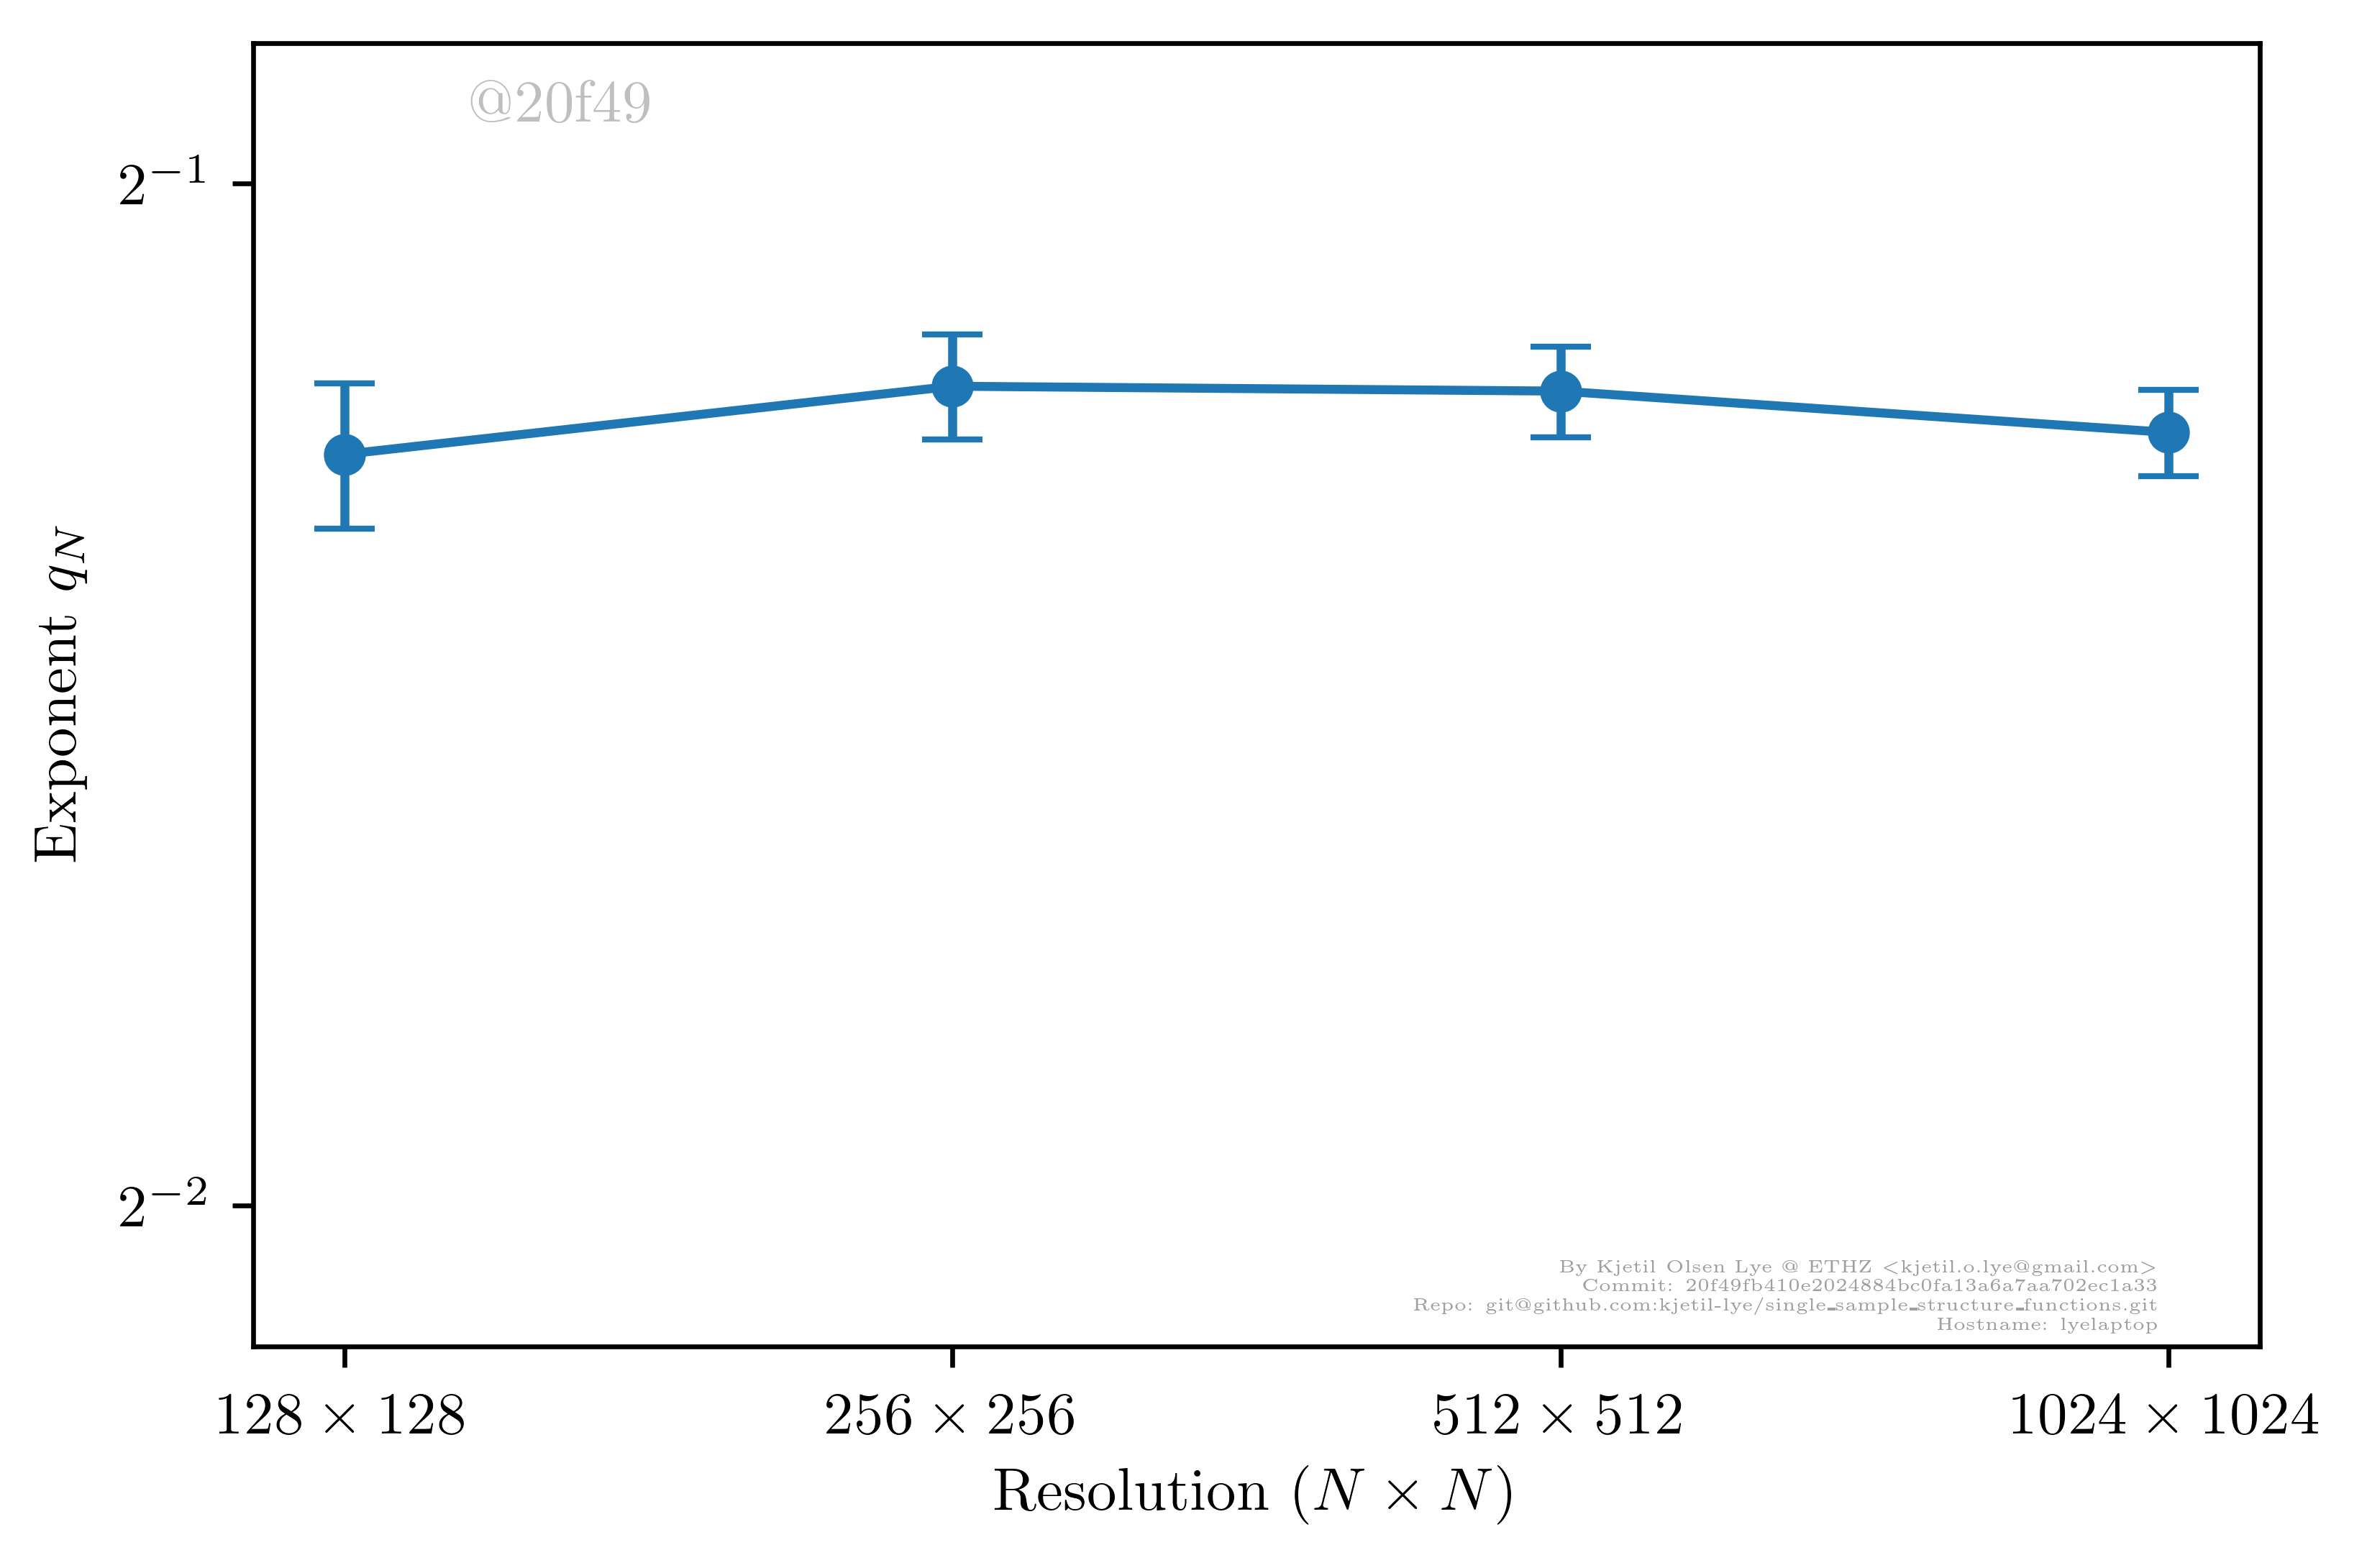 @20f49
2⁻¹
Exponent q_N
2⁻²
By Kjetil Olsen Lye @ ETHZ <kjetil.o.lye@gmail.com>
Commit: 20f49fb410e2024884bc0fa13a6a7aa702ec1a33
Repo: git@github.com:kjetil-lye/single_sample_structure_functions.git
Hostname: lyelaptop
128 × 128 256 × 256 512 × 512 1024 × 1024
Resolution (N × N)